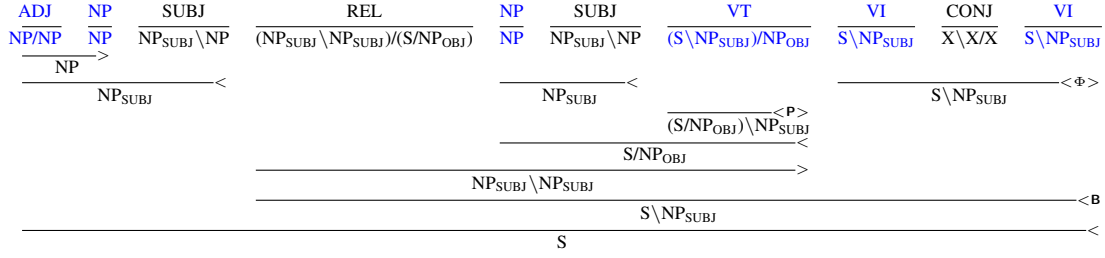 ADJ NP SUBJ REL NP SUBJ VT VI CONJ VI
NP/NP NP NP_SUBJ\NP (NP_SUBJ\NP_SUBJ)/(S/NP_OBJ) NP NP_SUBJ\NP (S\NP_SUBJ)/NP_OBJ S\NP_SUBJ X\X/X S\NP_SUBJ
>
NP
< < <Φ>
NP_SUBJ NP_SUBJ S\NP_SUBJ
<P>
(S/NP_OBJ)\NP_SUBJ
<
S/NP_OBJ
>
NP_SUBJ\NP_SUBJ
<B
S\NP_SUBJ
<
S